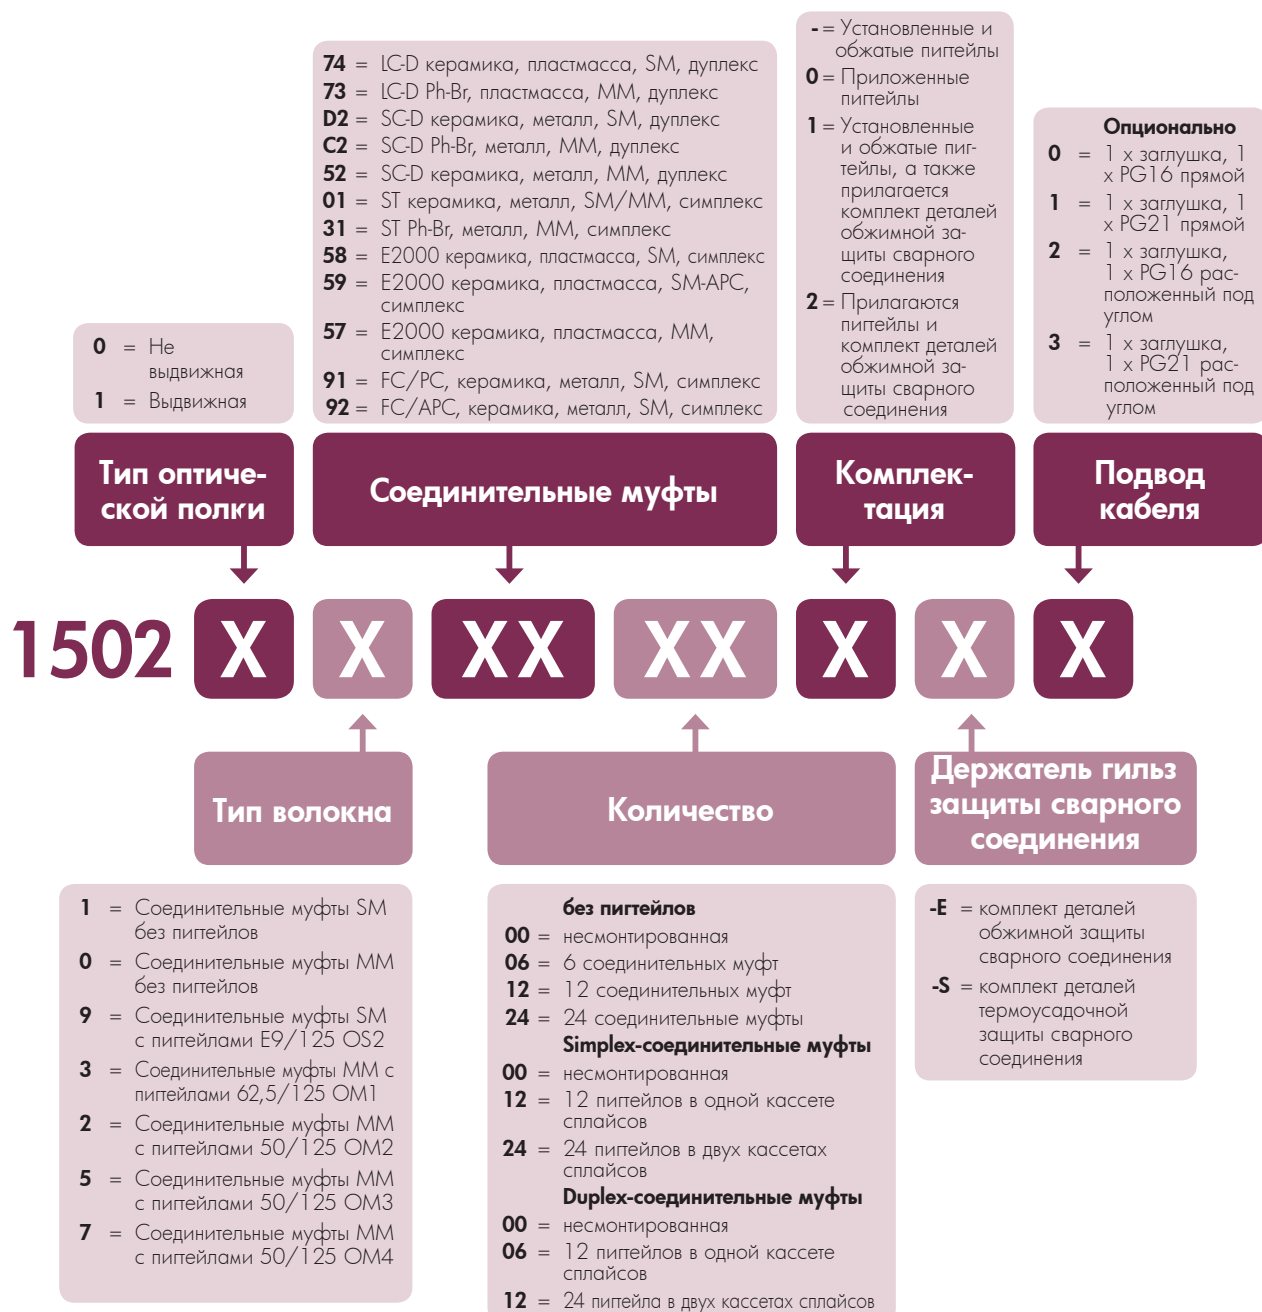 74 = LC-D керамика, пластмасса, SM, дуплекс
73 = LC-D Ph-Br, пластмасса, MM, дуплекс
D2 = SC-D керамика, металл, SM, дуплекс
C2 = SC-D Ph-Br, металл, MM, дуплекс
52 = SC-D керамика, металл, MM, дуплекс
01 = ST керамика, металл, SM/MM, симплекс
31 = ST Ph-Br, металл, MM, симплекс
58 = E2000 керамика, пластмасса, SM, симплекс
59 = E2000 керамика, пластмасса, SM-APC,
симплекс
57 = E2000 керамика, пластмасса, MM,
симплекс
91 = FC/PC, керамика, металл, SM, симплекс
92 = FC/APC, керамика, металл, SM, симплекс
- = Установленные и
обжатые пигтейлы
0 = Приложенные
пигтейлы
1 = Установленные
и обжатые пиг-
тейлы, а также
прилагается
комплект деталей
обжимной за-
щиты сварного
соединения
2 = Прилагаются
пигтейлы и
комплект деталей
обжимной за-
щиты сварного
соединения
Опционально
0 = 1 x заглушка, 1
x PG16 прямой
1 = 1 x заглушка, 1
x PG21 прямой
2 = 1 x заглушка,
1 x PG16 рас-
положенный под
углом
3 = 1 x заглушка,
1 x PG21 рас-
положенный под
углом
0 = Не
выдвижная
1 = Выдвижная
Тип оптиче-
ской полки
Соединительные муфты
Комплек-
тация
Подвод
кабеля
1502 X X XX XX X X X
Тип волокна
Количество
Держатель гильз
защиты сварного
соединения
1 = Соединительные муфты SM
без пигтейлов
0 = Соединительные муфты MM
без пигтейлов
9 = Соединительные муфты SM
с пигтейлами E9/125 OS2
3 = Соединительные муфты MM с
пигтейлами 62,5/125 OM1
2 = Соединительные муфты MM
с пигтейлами 50/125 OM2
5 = Соединительные муфты MM
с пигтейлами 50/125 OM3
7 = Соединительные муфты MM
с пигтейлами 50/125 OM4
без пигтейлов
00 = несмонтированная
06 = 6 соединительных муфт
12 = 12 соединительных муфт
24 = 24 соединительные муфты
Simplex-соединительные муфты
00 = несмонтированная
12 = 12 пигтейлов в одной кассете
сплайсов
24 = 24 пигтейлов в двух кассетах
сплайсов
Duplex-соединительные муфты
00 = несмонтированная
06 = 12 пигтейлов в одной кассете
сплайсов
12 = 24 пигтейла в двух кассетах сплайсов
-E = комплект деталей
обжимной защиты
сварного соединения
-S = комплект деталей
термоусадочной
защиты сварного
соединения